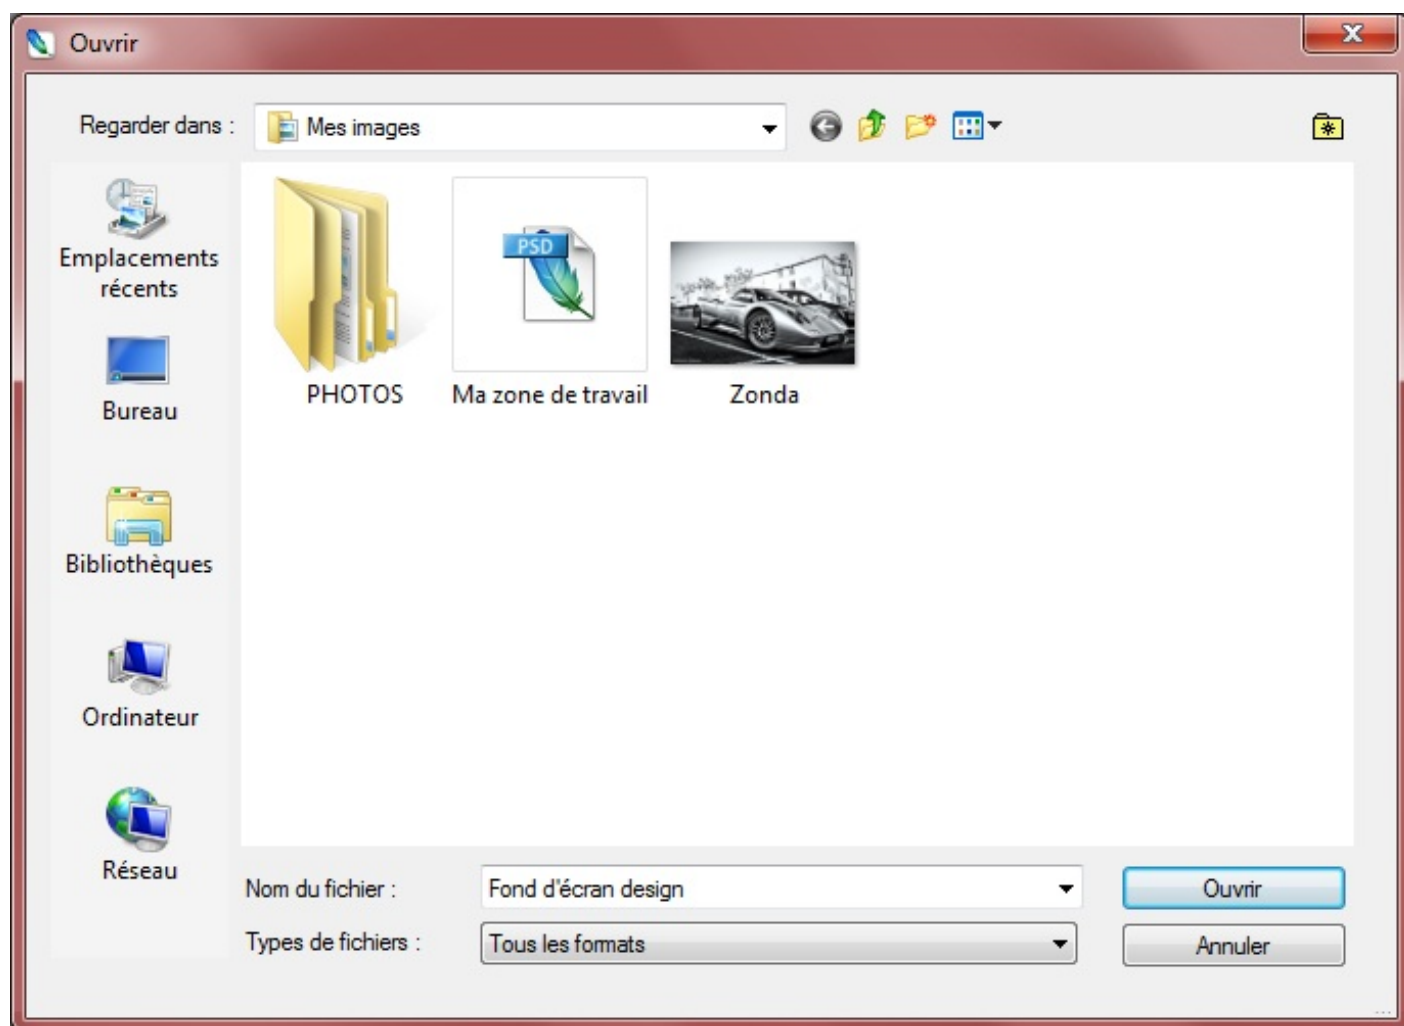 Ouvrir
Regarder dans :
Mes images
Emplacements
récents
Bureau
Bibliothèques
Ordinateur
Réseau
PSD
PHOTOS
Ma zone de travail
Zonda
Nom du fichier :
Fond d'écran design
Ouvrir
Types de fichiers :
Tous les formats
Annuler